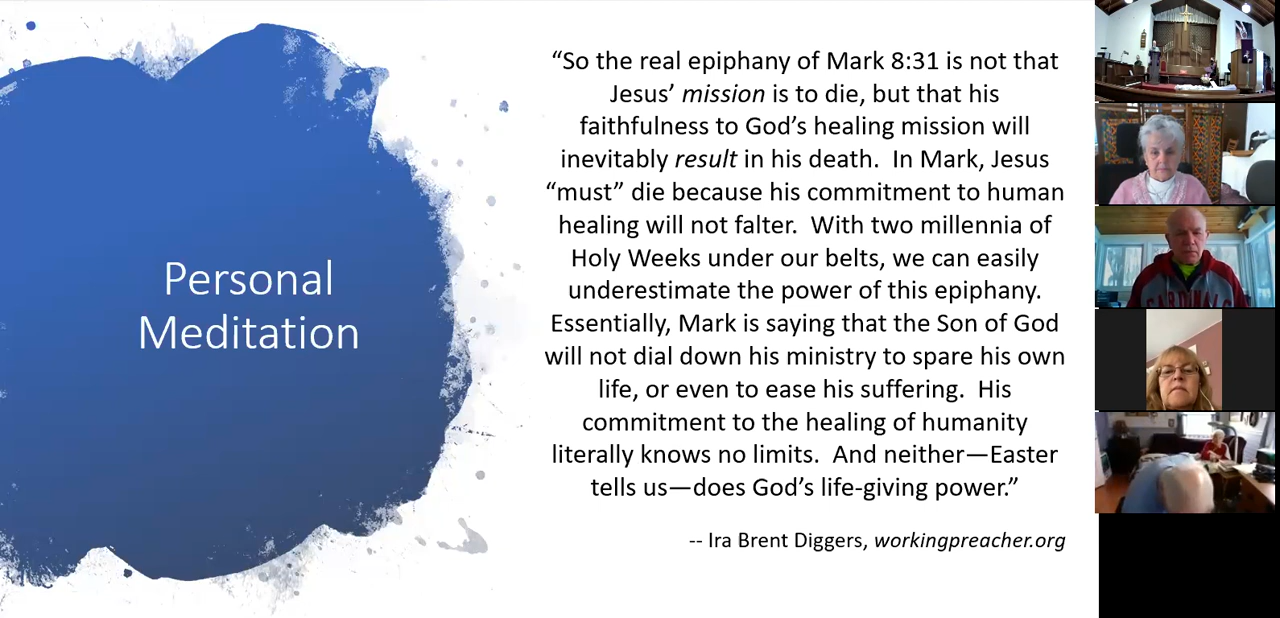 Personal
Meditation
“So the real epiphany of Mark 8:31 is not that
Jesus’ mission is to die, but that his
faithfulness to God’s healing mission will
inevitably result in his death.  In Mark, Jesus
“must” die because his commitment to human
healing will not falter.  With two millennia of
Holy Weeks under our belts, we can easily
underestimate the power of this epiphany.
Essentially, Mark is saying that the Son of God
will not dial down his ministry to spare his own
life, or even to ease his suffering.  His
commitment to the healing of humanity
literally knows no limits.  And neither—Easter
tells us—does God’s life-giving power.”
-- Ira Brent Diggers, workingpreacher.org
CARDINALS